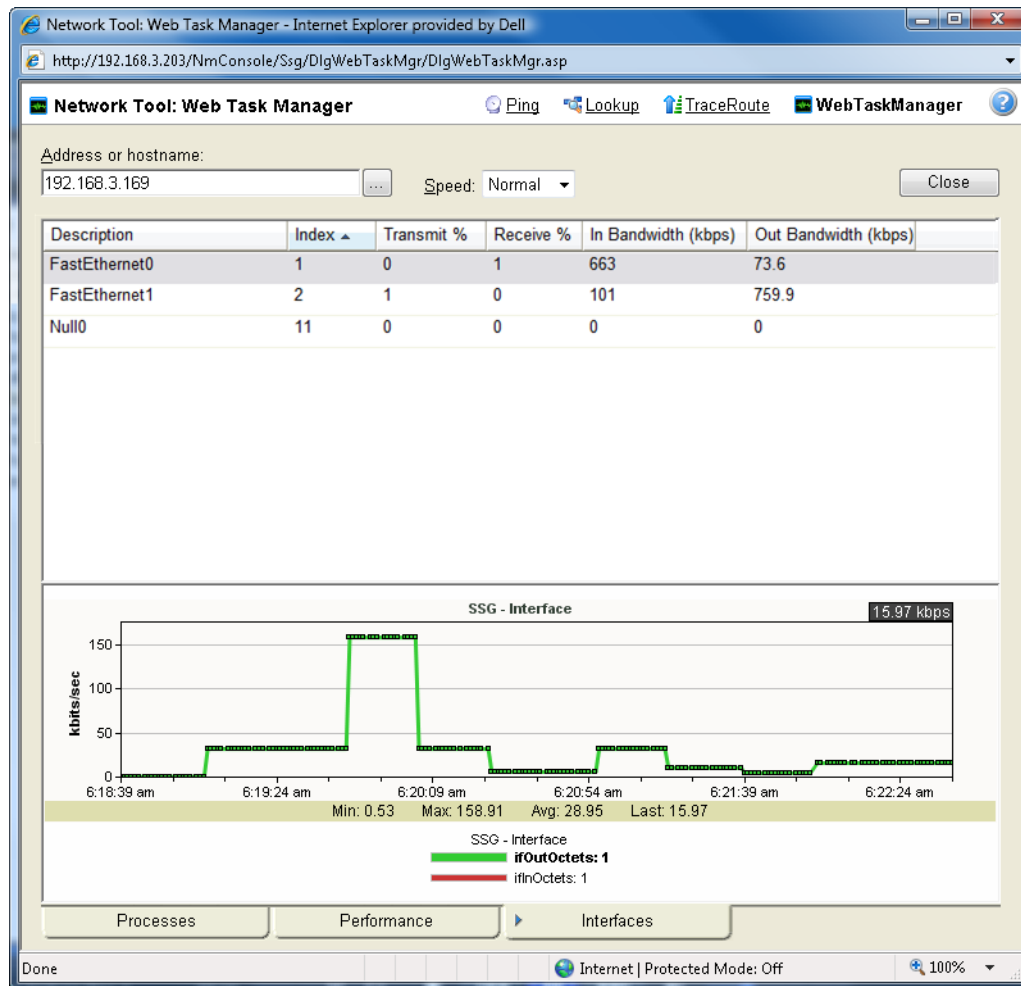 Network Tool: Web Task Manager - Internet Explorer provided by Dell
http://192.168.3.203/NmConsole/Ssg/DlgWebTaskMgr/DlgWebTaskMgr.asp
Network Tool: Web Task Manager Ping Lookup TraceRoute WebTaskManager ?
Address or hostname:
192.168.3.169 ... Speed: Normal Close
Description Index Transmit % Receive % In Bandwidth (kbps) Out Bandwidth (kbps)
FastEthernet0 1 0 1 663 73.6
FastEthernet1 2 1 0 101 759.9
Null0 11 0 0 0 0
SSG - Interface
15.97 kbps
kbits/sec
150
100
50
0
6:18:39 am 6:19:24 am 6:20:09 am 6:20:54 am 6:21:39 am 6:22:24 am
Min: 0.53 Max: 158.91 Avg: 28.95 Last: 15.97
SSG - Interface
ifOutOctets: 1
ifInOctets: 1
Processes Performance Interfaces
Done Internet | Protected Mode: Off 100%